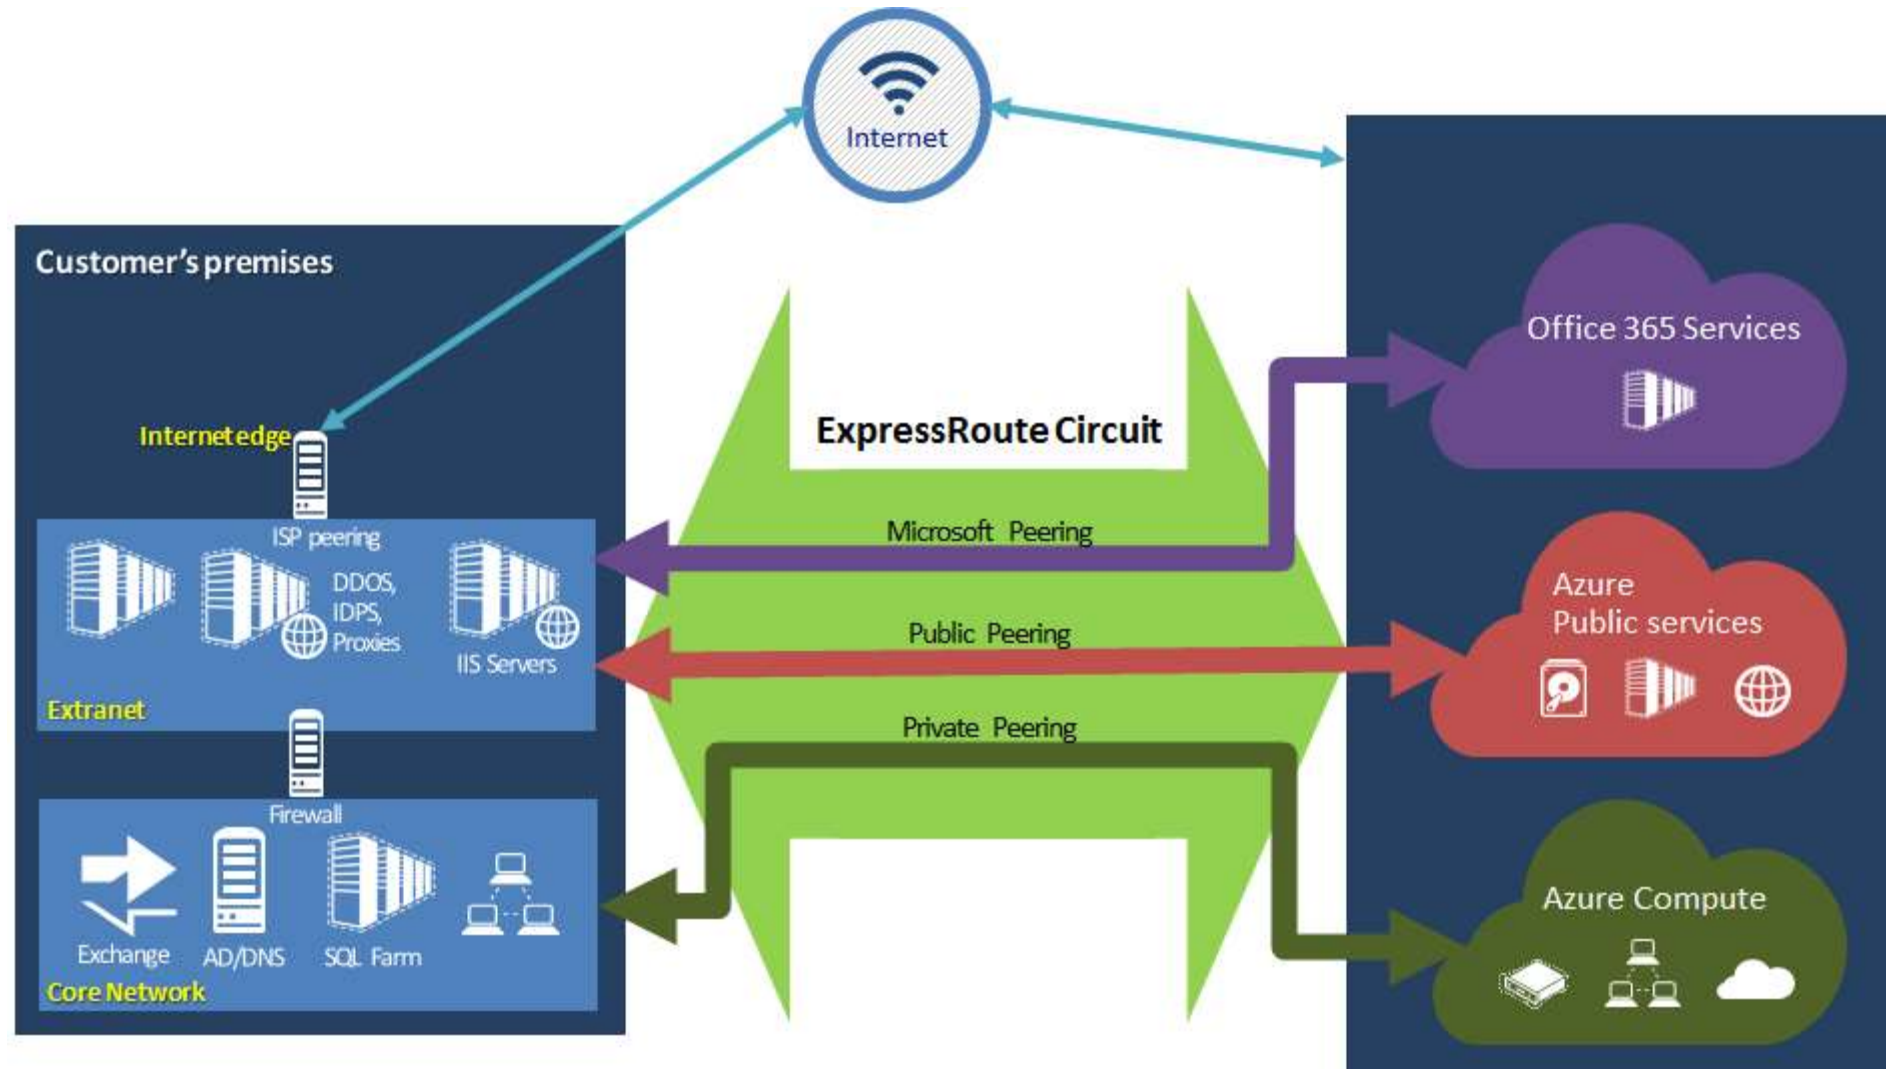 Internet
Customer's premises
Internet edge
ISP peering
DDOS,
IDPS,
Proxies
IIS Servers
Extranet
Firewall
Exchange
AD/DNS
SQL Farm
Core Network
ExpressRoute Circuit
Microsoft Peering
Public Peering
Private Peering
Office 365 Services
Azure
Public services
Azure Compute